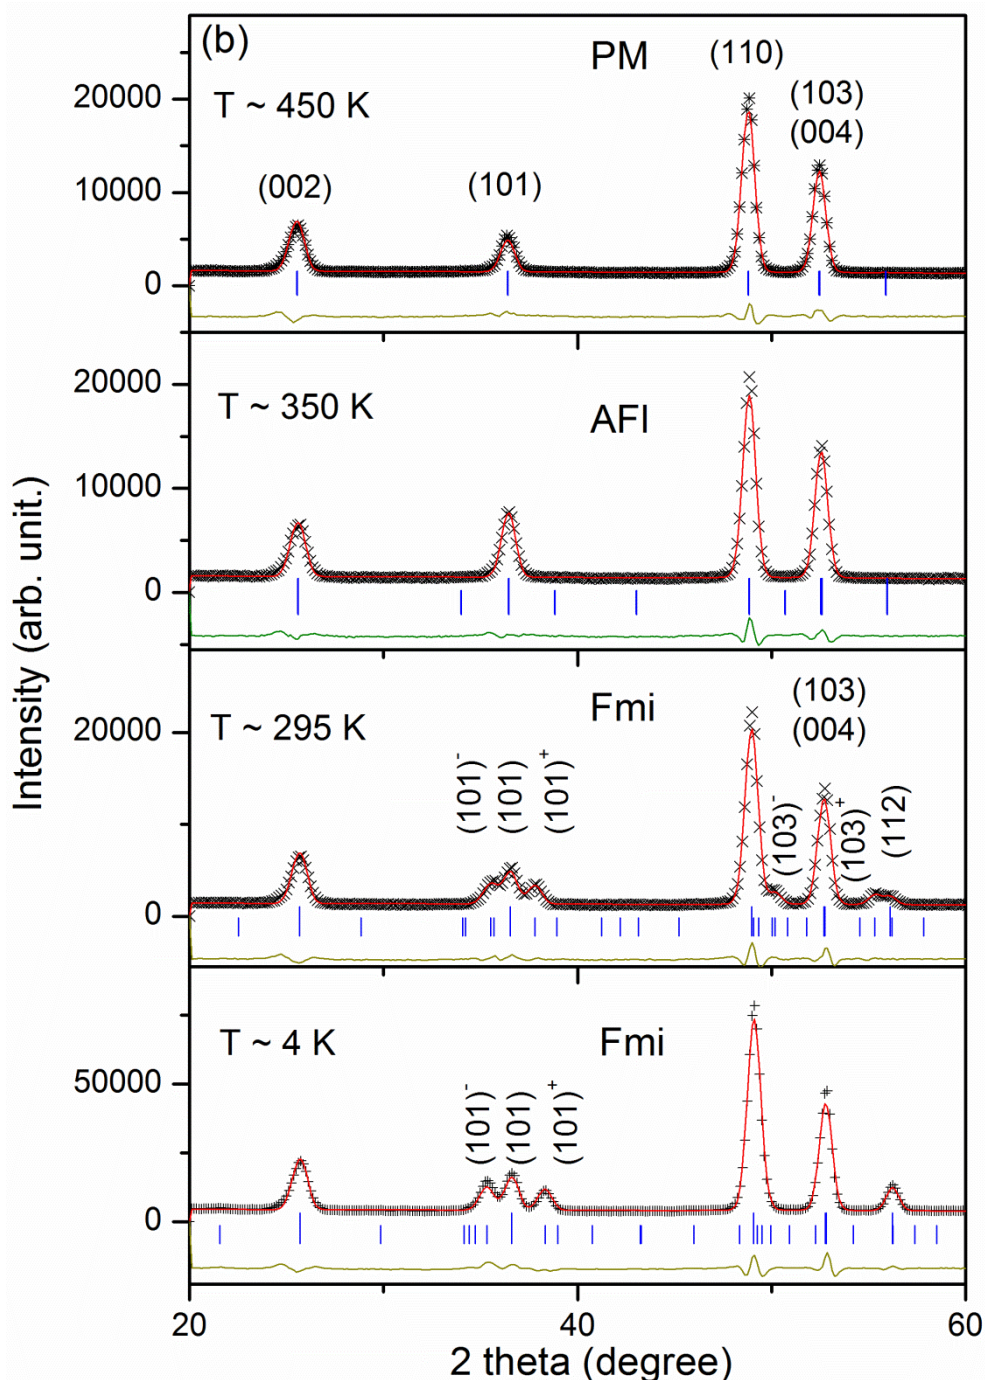 (b)
PM
(110)
(103)
(004)
20000
T ~ 450 K
(002)
(101)
10000
0
AFI
T ~ 350 K
20000
10000
0
Fmi
(103)
(004)
T ~ 295 K
20000
(101)-
(101)
(101)+
(103)-
(103)+
(112)
10000
0
Fmi
T ~ 4 K
50000
(101)-
(101)
(101)+
0
20
40
60
2 theta (degree)
Intensity (arb. unit.)